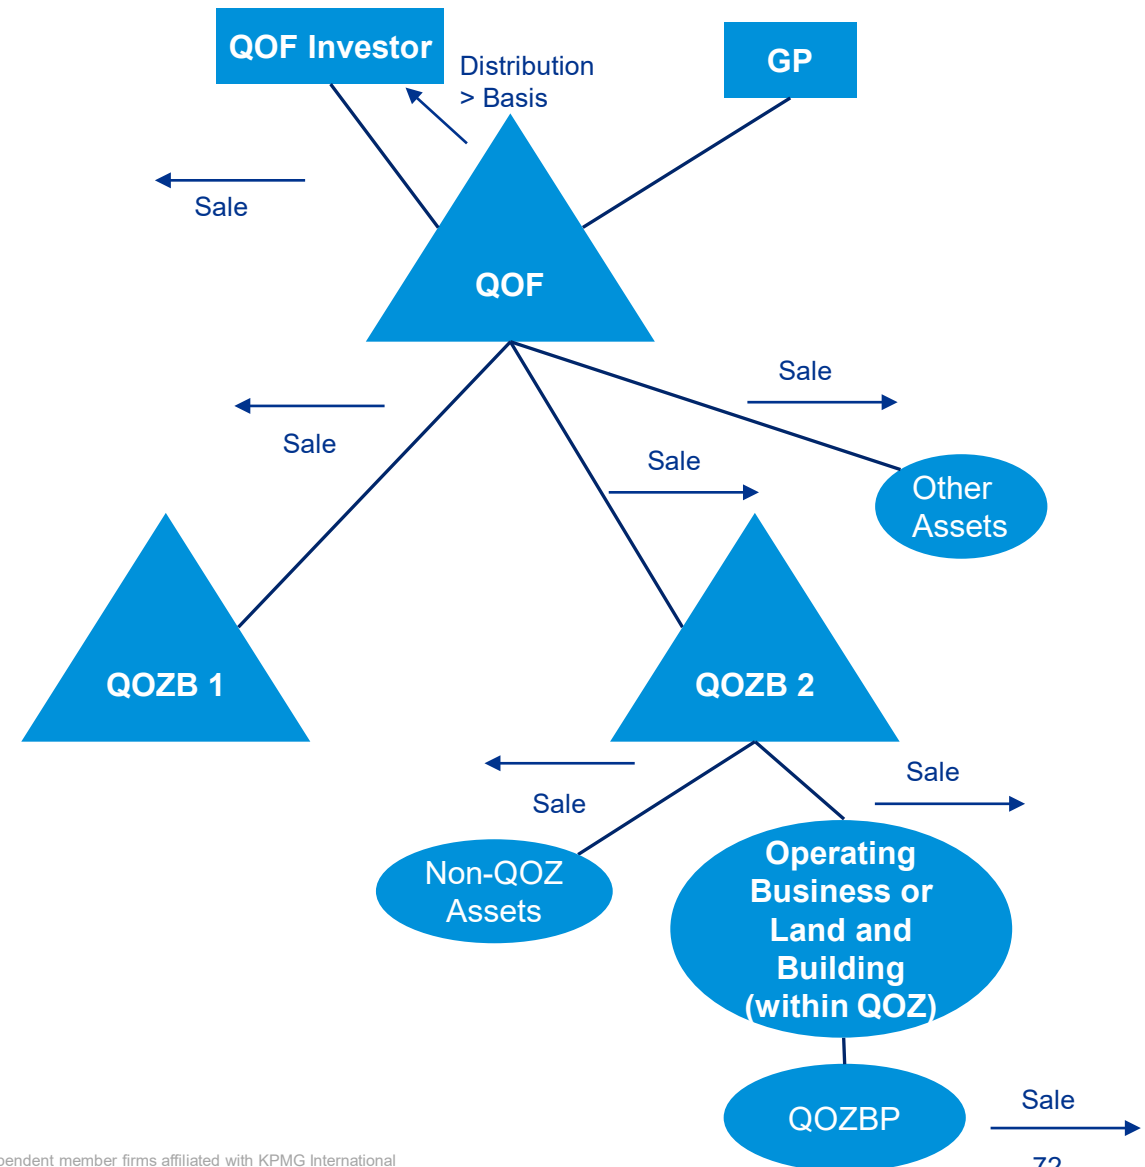 QOF Investor
GP
Distribution
> Basis
Sale
QOF
Sale
Sale
Sale
Other
Assets
QOZB 1
QOZB 2
Sale
Sale
Non-QOZ
Assets
Operating
Business or
Land and
Building
(within QOZ)
QOZBP
Sale
pendent member firms affiliated with KPMG International
72